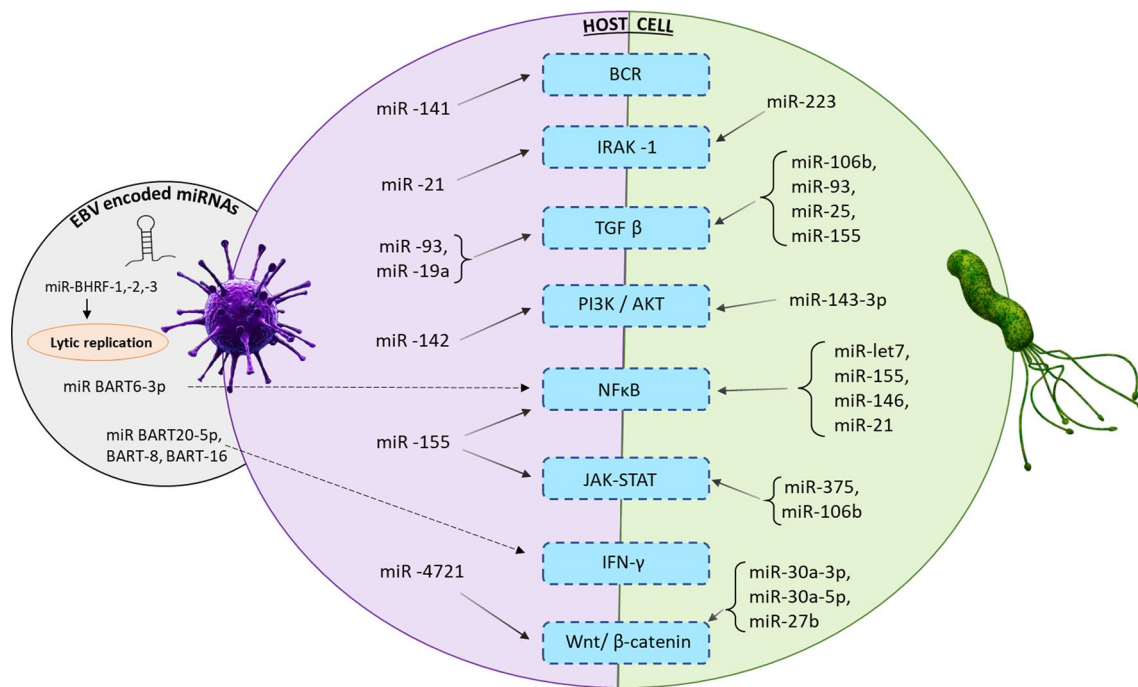 HOST CELL
EBV encoded miRNAs
miR-BHRF-1,-2,-3
Lytic replication
miR BART6-3p
miR BART20-5p,
BART-8, BART-16
miR -141
miR -21
miR -93,
miR -19a
miR -142
miR -155
miR -4721
BCR
IRAK -1
TGF β
PI3K / AKT
NFκB
JAK-STAT
IFN-γ
Wnt/ β-catenin
miR-223
miR-106b,
miR-93,
miR-25,
miR-155
miR-143-3p
miR-let7,
miR-155,
miR-146,
miR-21
miR-375,
miR-106b
miR-30a-3p,
miR-30a-5p,
miR-27b